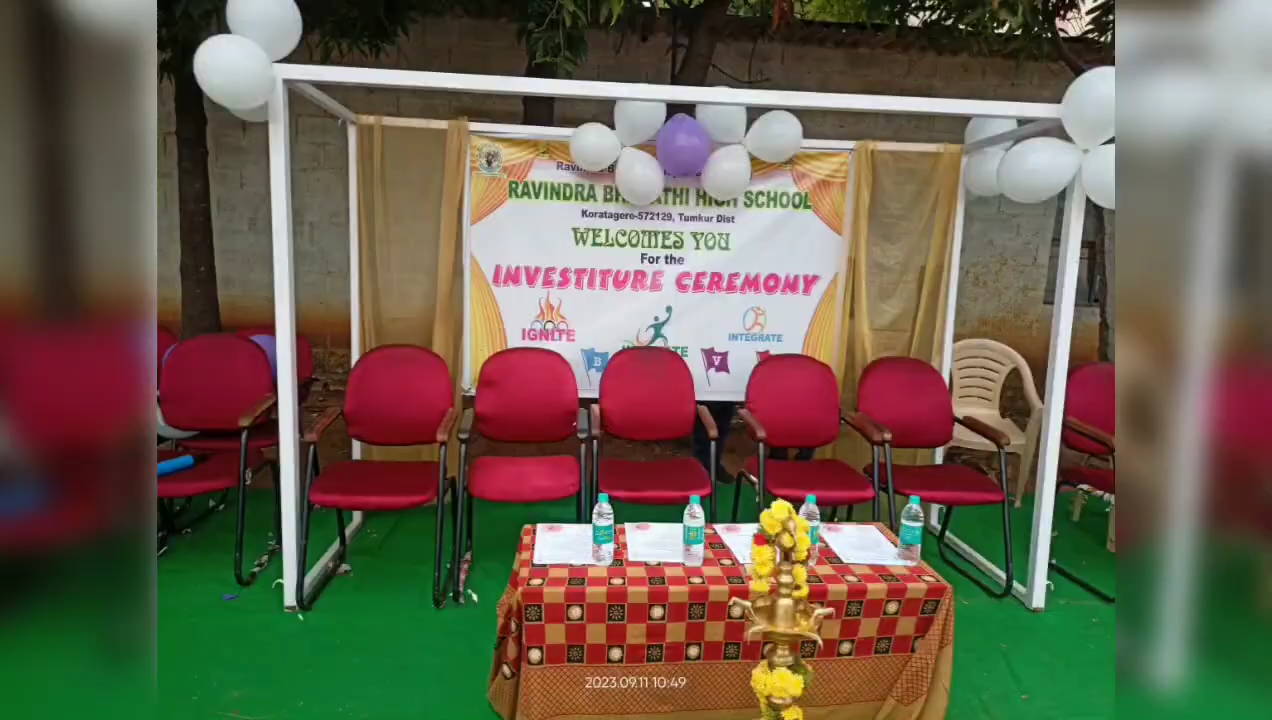 RAVINDRA BHARATHI HIGH SCHOOL
Koratagere-572129, Tumkur Dist
WELCOMES YOU
For the
INVESTITURE CEREMONY
IGNITE
INTEGRATE
B
V
2023.09.11 10:49